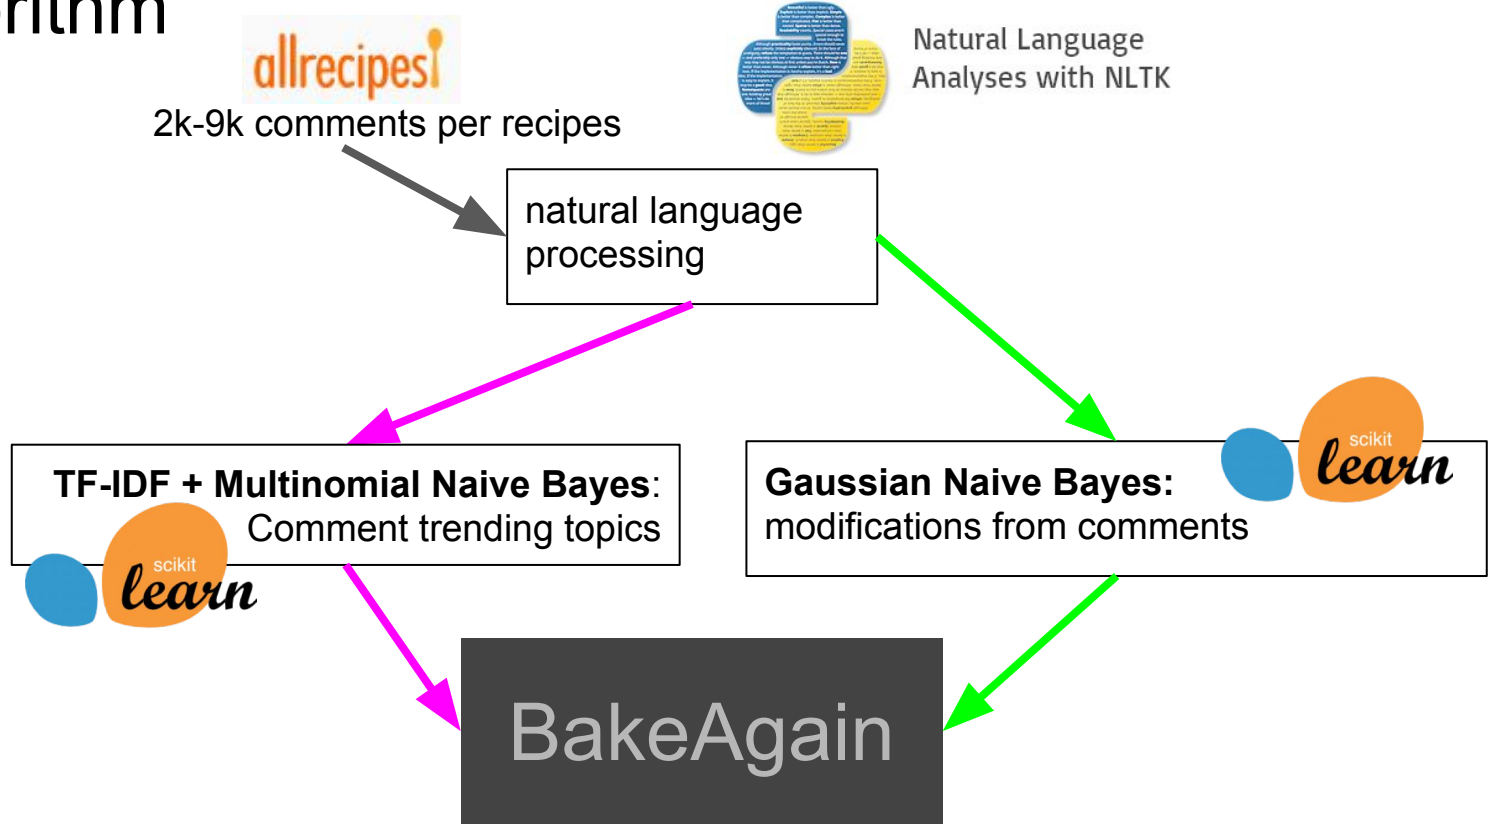 orithm
allrecipes
2k-9k comments per recipes
Natural Language
Analyses with NLTK
natural language
processing
TF-IDF + Multinomial Naive Bayes:
Comment trending topics
scikit
learn
Gaussian Naive Bayes:
modifications from comments
scikit
learn
BakeAgain